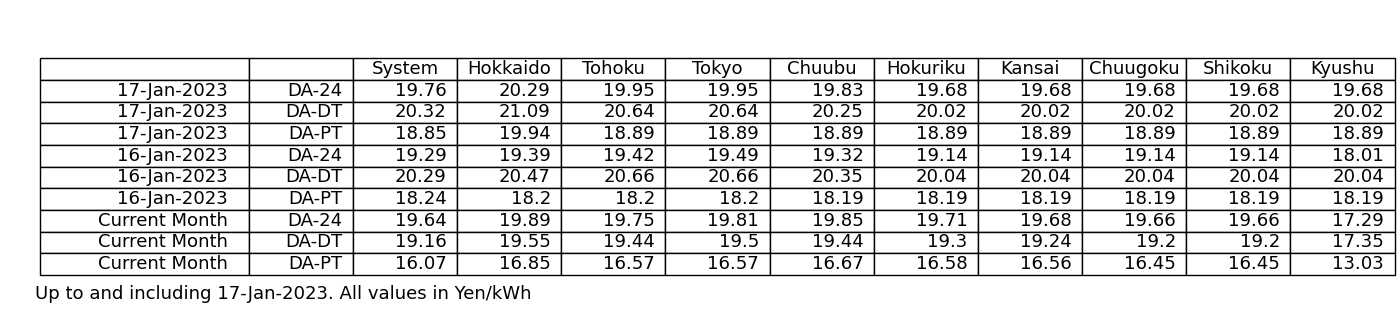 System Hokkaido Tohoku Tokyo Chuubu Hokuriku Kansai Chuugoku Shikoku Kyushu
17-Jan-2023 DA-24 19.76 20.29 19.95 19.95 19.83 19.68 19.68 19.68 19.68 19.68
17-Jan-2023 DA-DT 20.32 21.09 20.64 20.64 20.25 20.02 20.02 20.02 20.02 20.02
17-Jan-2023 DA-PT 18.85 19.94 18.89 18.89 18.89 18.89 18.89 18.89 18.89 18.89
16-Jan-2023 DA-24 19.29 19.39 19.42 19.49 19.32 19.14 19.14 19.14 19.14 18.01
16-Jan-2023 DA-DT 20.29 20.47 20.66 20.66 20.35 20.04 20.04 20.04 20.04 20.04
16-Jan-2023 DA-PT 18.24 18.2 18.2 18.2 18.19 18.19 18.19 18.19 18.19 18.19
Current Month DA-24 19.64 19.89 19.75 19.81 19.85 19.71 19.68 19.66 19.66 17.29
Current Month DA-DT 19.16 19.55 19.44 19.5 19.44 19.3 19.24 19.2 19.2 17.35
Current Month DA-PT 16.07 16.85 16.57 16.57 16.67 16.58 16.56 16.45 16.45 13.03
Up to and including 17-Jan-2023. All values in Yen/kWh